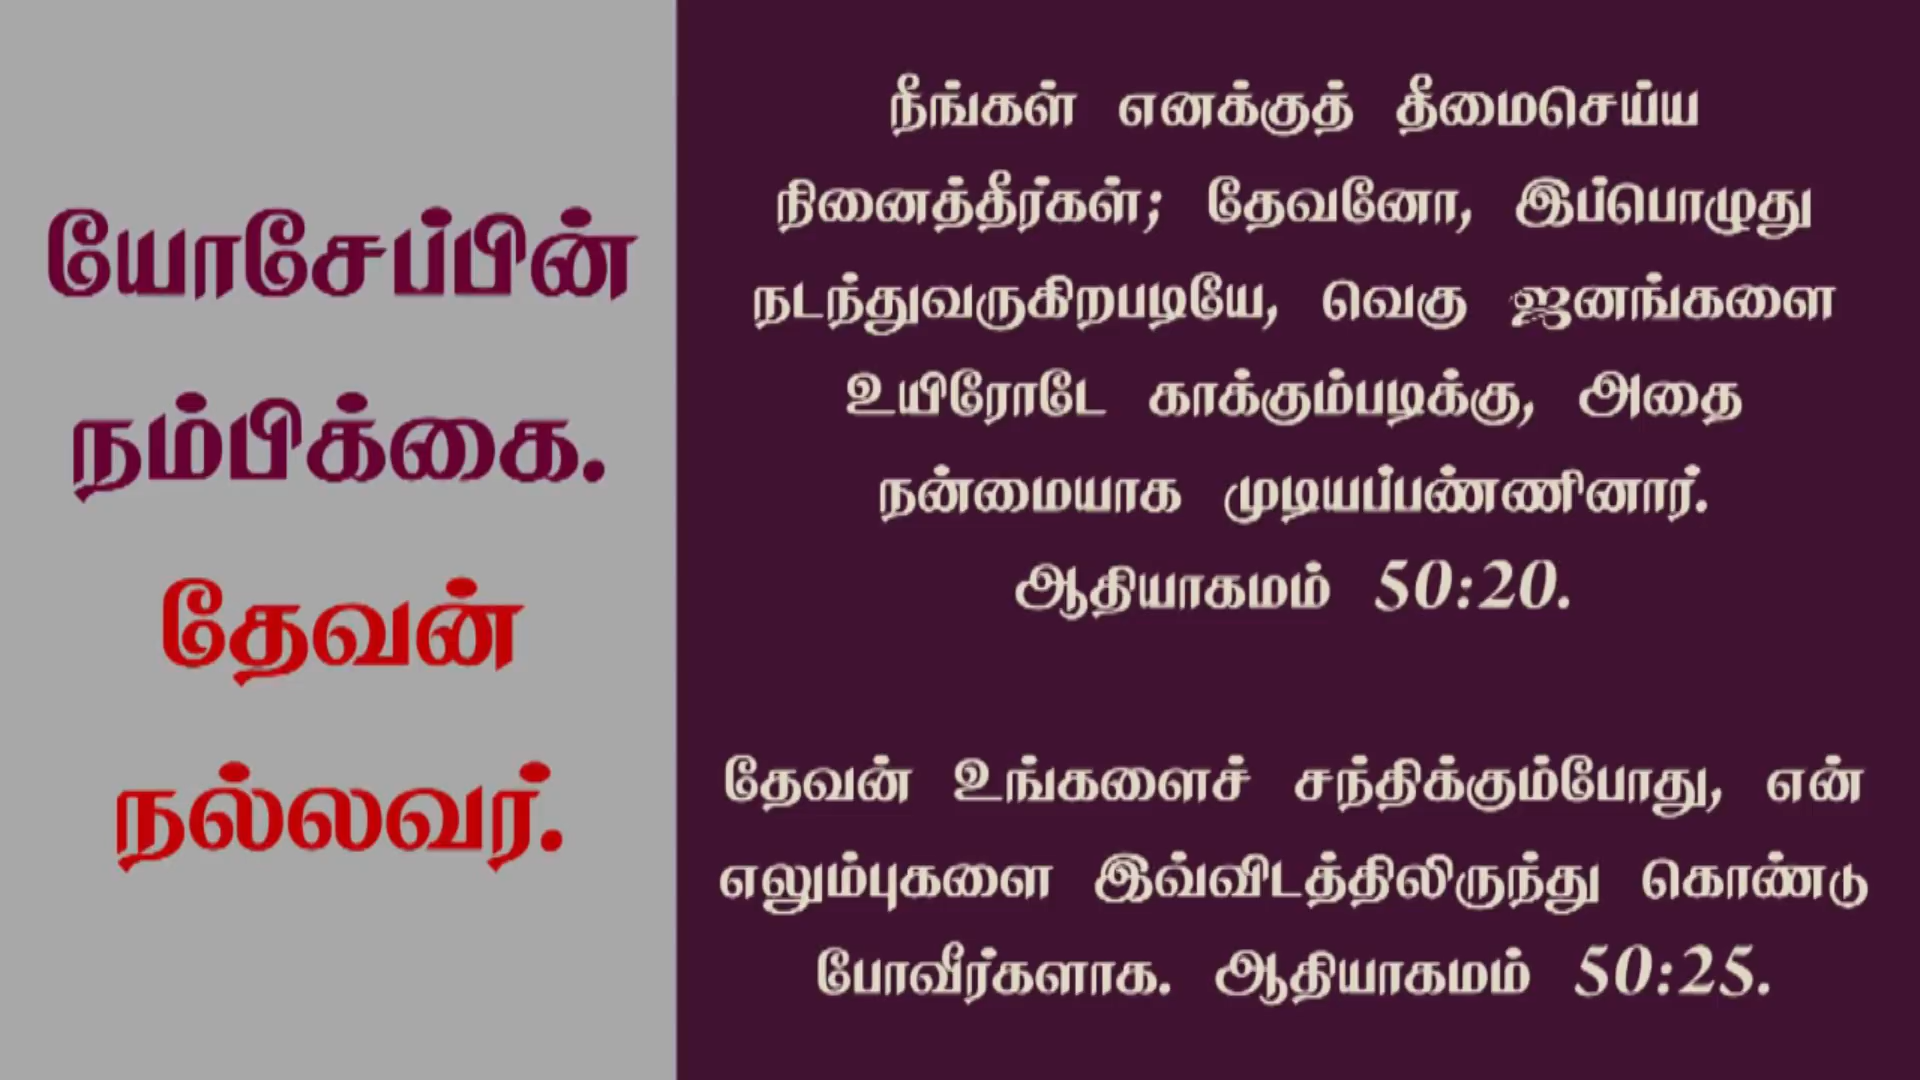 யோசேப்பின்
நம்பிக்கை.
தேவன்
நல்லவர்.
நீங்கள் எனக்குத் தீமைசெய்ய
நினைத்தீர்கள்; தேவனோ, இப்பொழுது
நடந்துவருகிறபடியே, வெகு ஜனங்களை
உயிரோடே காக்கும்படிக்கு, அதை
நன்மையாக முடியப்பண்ணினார்.
ஆதியாகமம் 50:20.
தேவன் உங்களைச் சந்திக்கும்போது, என்
எலும்புகளை இவ்விடத்திலிருந்து கொண்டு
போவீர்களாக. ஆதியாகமம் 50:25.